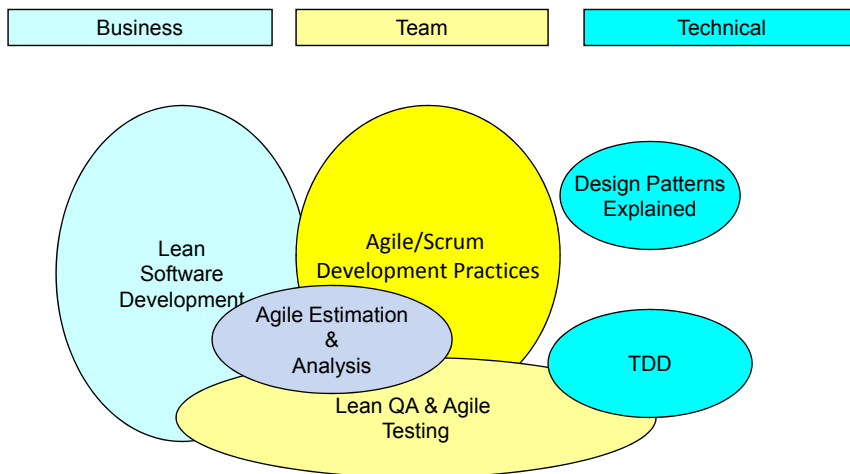 Business
Team
Technical
Design Patterns
Explained
Lean
Software
Development
Agile/Scrum
Development Practices
Agile Estimation
&
Analysis
TDD
Lean QA & Agile
Testing